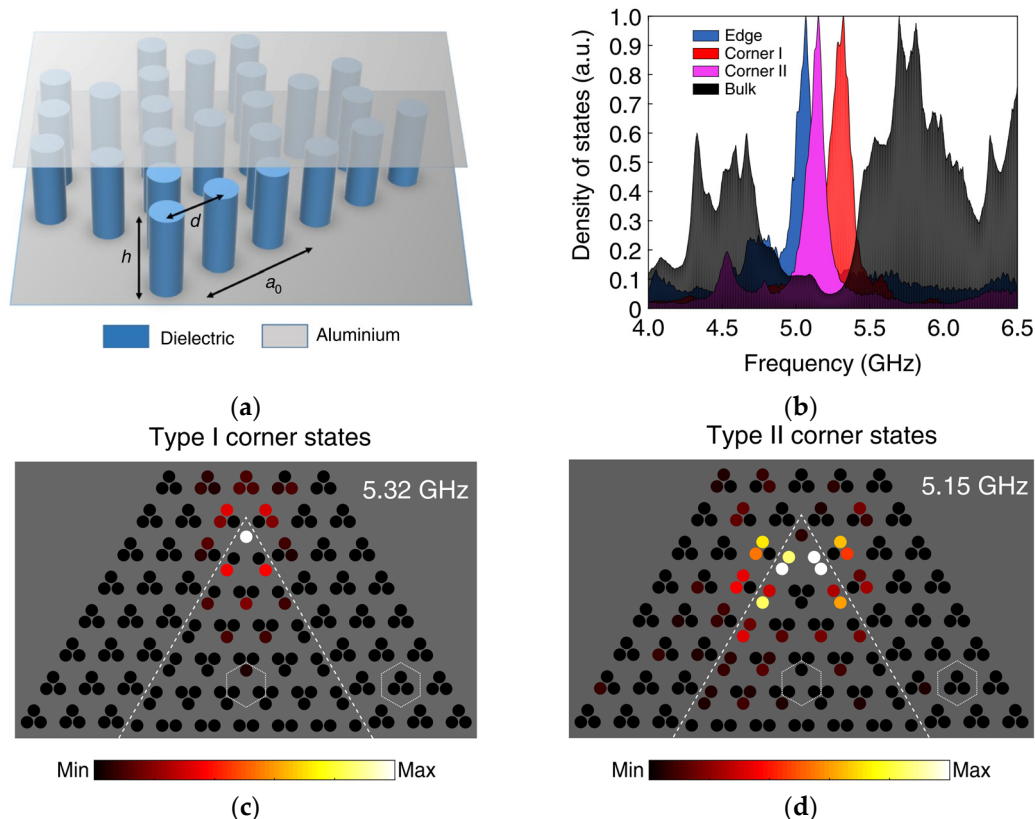 h
d
a₀
Dielectric
Aluminium
(a)
Density of states (a.u.)
1.0
0.9
0.8
0.7
0.6
0.5
0.4
0.3
0.2
0.1
0
Edge
Corner I
Corner II
Bulk
4.0 4.5 5.0 5.5 6.0 6.5
Frequency (GHz)
(b)
Type I corner states
5.32 GHz
Min Max
(c)
Type II corner states
5.15 GHz
Min Max
(d)